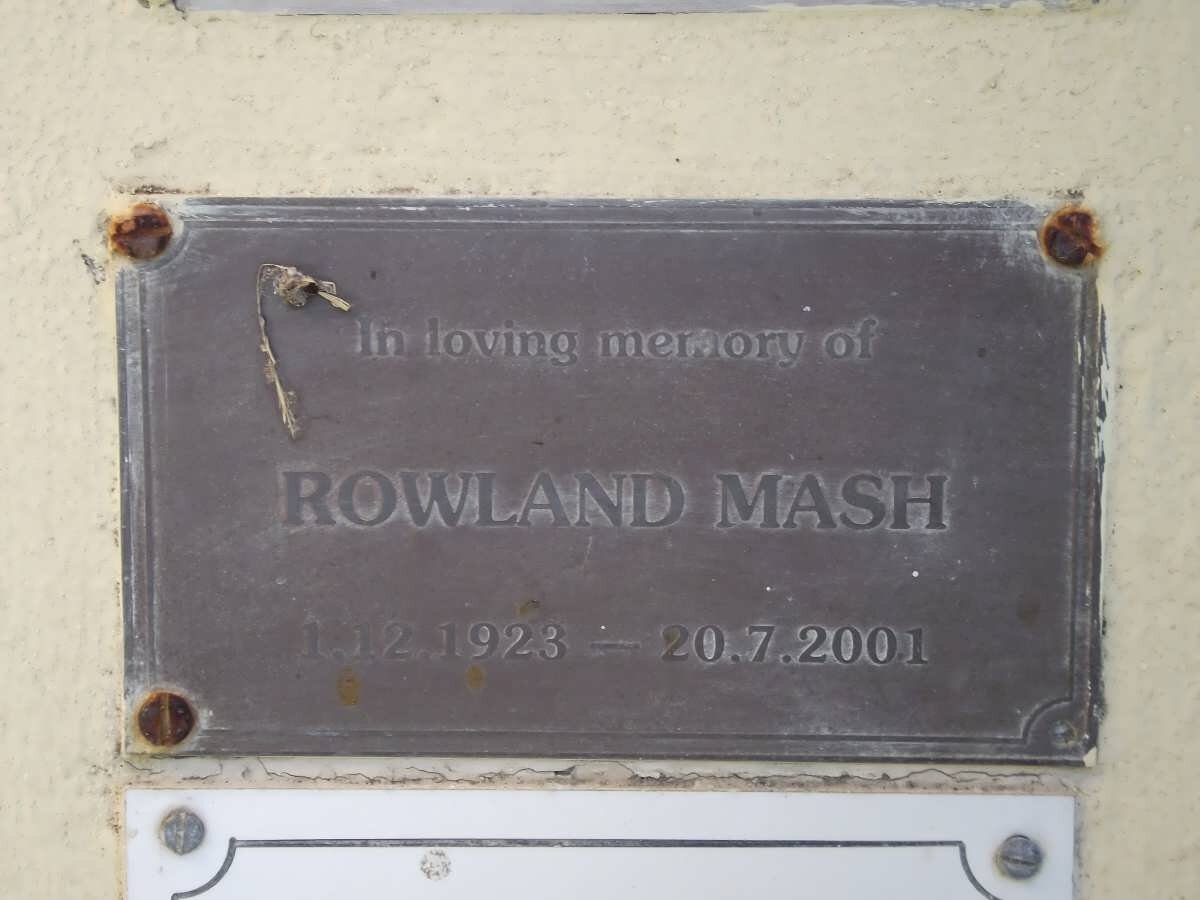 In loving memory of
ROWLAND MASH
1.12.1923 — 20.7.2001